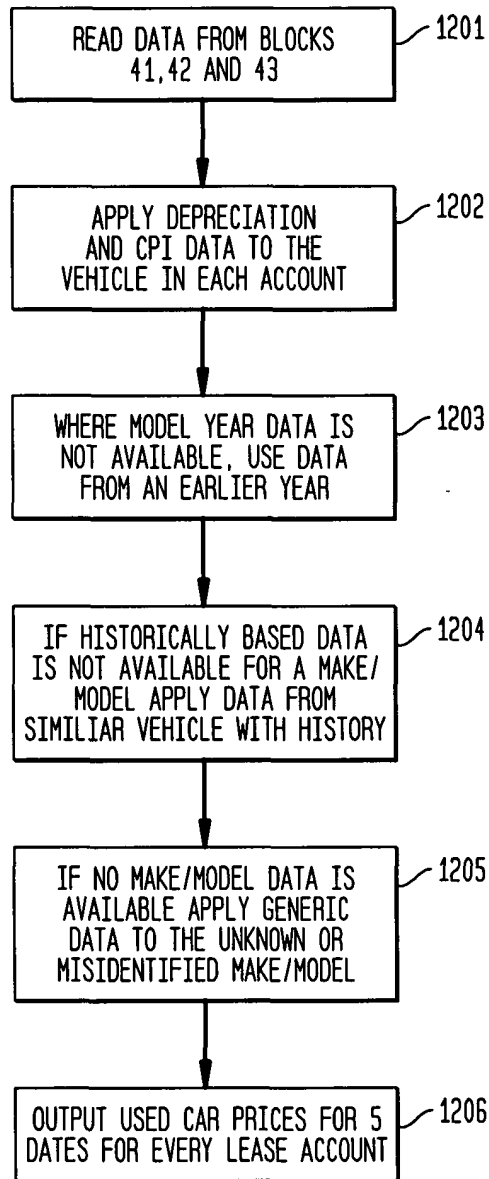 READ DATA FROM BLOCKS
41,42 AND 43
1201
APPLY DEPRECIATION
AND CPI DATA TO THE
VEHICLE IN EACH ACCOUNT
1202
WHERE MODEL YEAR DATA IS
NOT AVAILABLE, USE DATA
FROM AN EARLIER YEAR
1203
IF HISTORICALLY BASED DATA
IS NOT AVAILABLE FOR A MAKE/
MODEL APPLY DATA FROM
SIMILIAR VEHICLE WITH HISTORY
1204
IF NO MAKE/MODEL DATA IS
AVAILABLE APPLY GENERIC
DATA TO THE UNKNOWN OR
MISIDENTIFIED MAKE/MODEL
1205
OUTPUT USED CAR PRICES FOR 5
DATES FOR EVERY LEASE ACCOUNT
1206